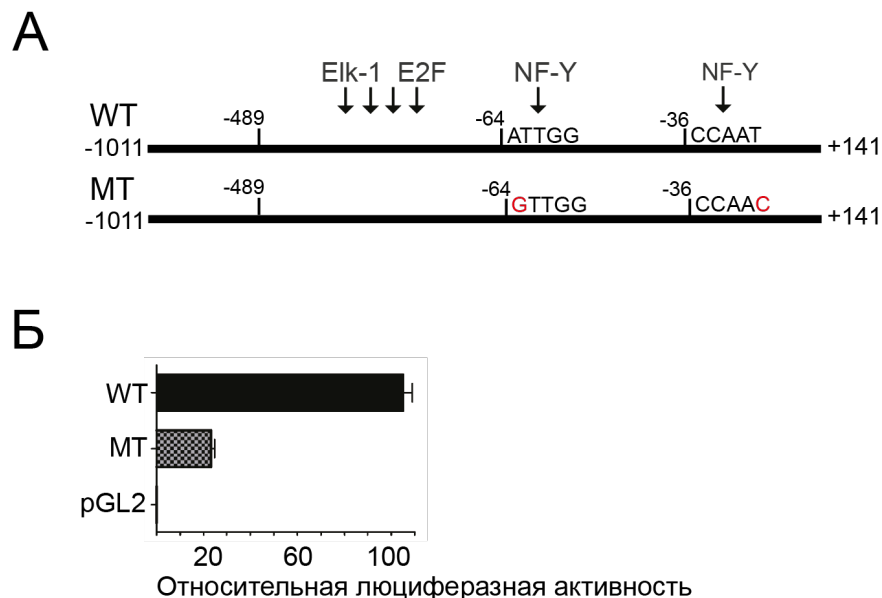 А
Elk-1 E2F NF-Y NF-Y
WT -489 -64 ATTGG -36 CCAAT
-1011 +141
MT -489 -64 GTTGG -36 CCAAC
-1011 +141
Б
WT
MT
pGL2
20 60 100
Относительная люциферазная активность